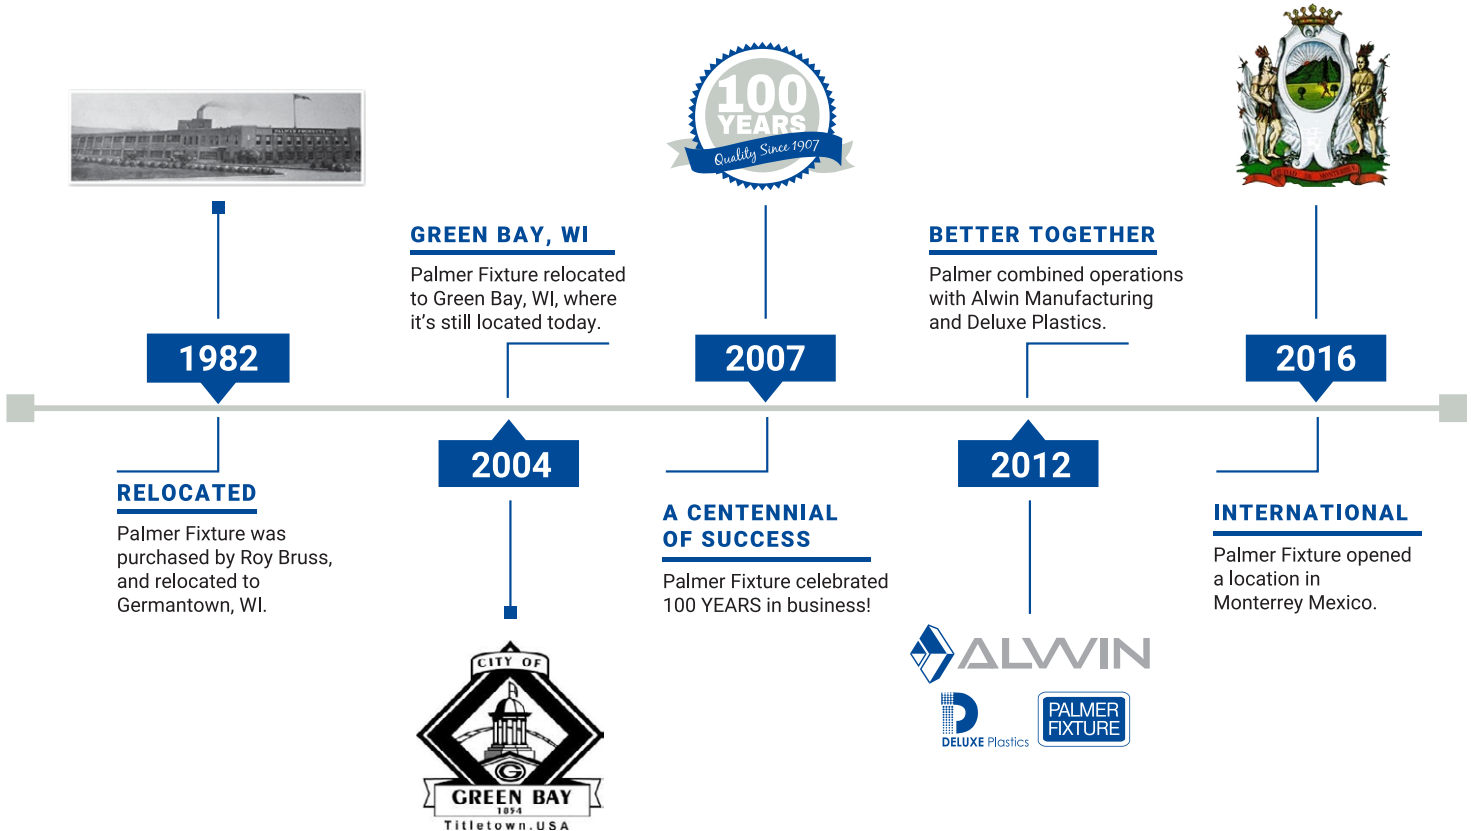 PALMER PRODUCTS INC.
1982
RELOCATED
Palmer Fixture was
purchased by Roy Bruss,
and relocated to
Germantown, WI.
GREEN BAY, WI
Palmer Fixture relocated
to Green Bay, WI, where
it’s still located today.
2004
CITY OF
G
GREEN BAY
1854
Titletown.USA
100
YEARS
Quality Since 1907
2007
A CENTENNIAL
OF SUCCESS
Palmer Fixture celebrated
100 YEARS in business!
BETTER TOGETHER
Palmer combined operations
with Alwin Manufacturing
and Deluxe Plastics.
2012
ALWIN
D
DELUXE Plastics
PALMER
FIXTURE
2016
INTERNATIONAL
Palmer Fixture opened
a location in
Monterrey Mexico.